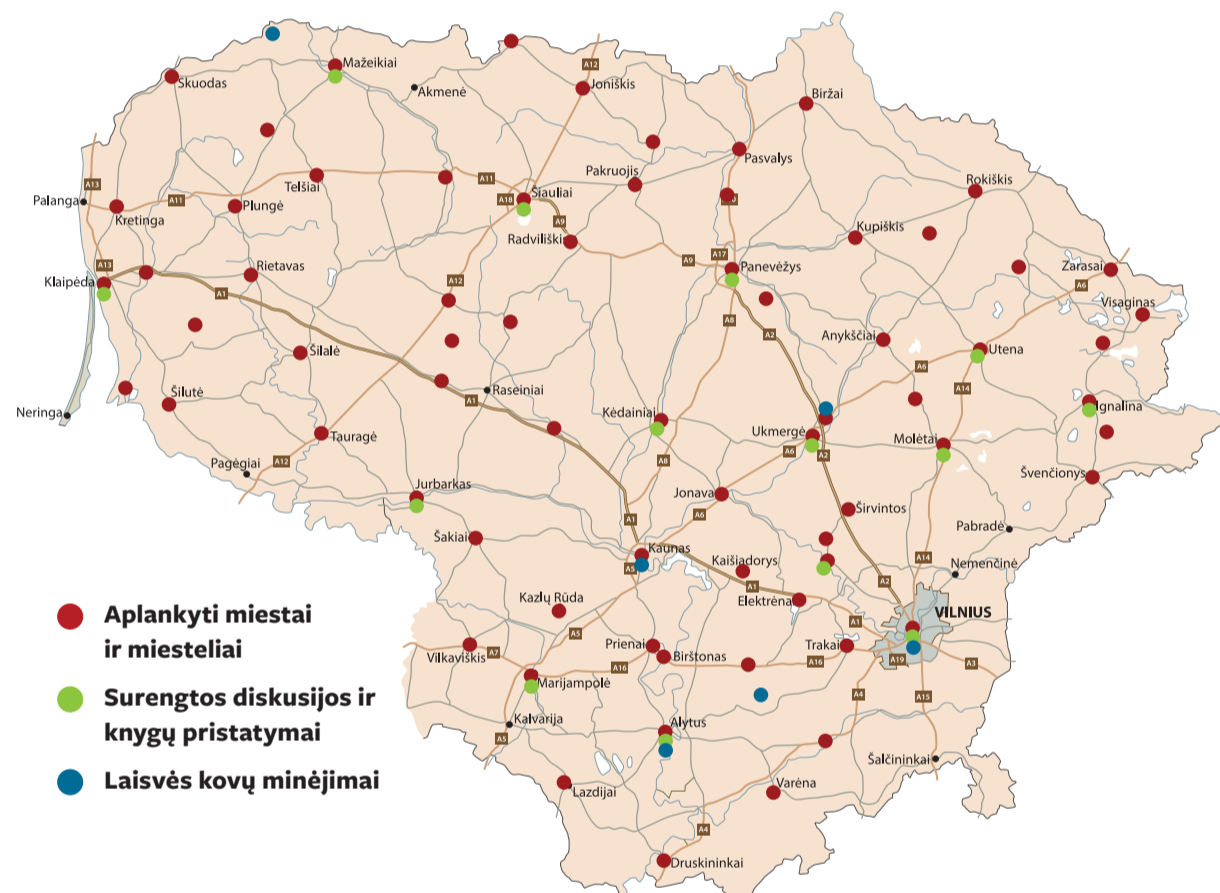 Mažeikiai
Skuodas
Akmenė
A12
Joniškis
Biržai
Pasvalys
Telšiai
A11
Pakruojis
A13
Šiauliai
Rokiškis
Palanga
A11
Plungė
A18
Kretinga
A9
Radviliškis
Kupiškis
A17
A13
Rietavas
A9
Panevėžys
Zarasai
Klaipėda
A12
A6
A1
Visaginas
A8
A2
Anykščiai
Utena
Šilalė
A6
A14
Raseiniai
Šilutė
A1
Ignalina
Neringa
Kėdainiai
Ukmergė
Molėtai
Tauragė
A6
A2
A12
Pagėgiai
A8
Švenčionys
Jurbarkas
Jonava
Širvintos
A6
A1
Pabradė
Šakiai
Kaunas
A14
A5
Kaišiadorys
Nemenčinė
A1
A2
Kazlų Rūda
Elektrėna
VILNIUS
A5
A1
Aplankyti miestai
ir miesteliai
Prienai
Trakai
Vilkaviškis
A7
Birštonas
A16
A19
A3
A16
Marijampolė
A4
A15
Surengtos diskusijos ir
knygų pristatymai
Kalvarija
Alytus
A5
Šalčininkai
Laisvės kovų minėjimai
Lazdijai
Varėna
A4
Druskininkai